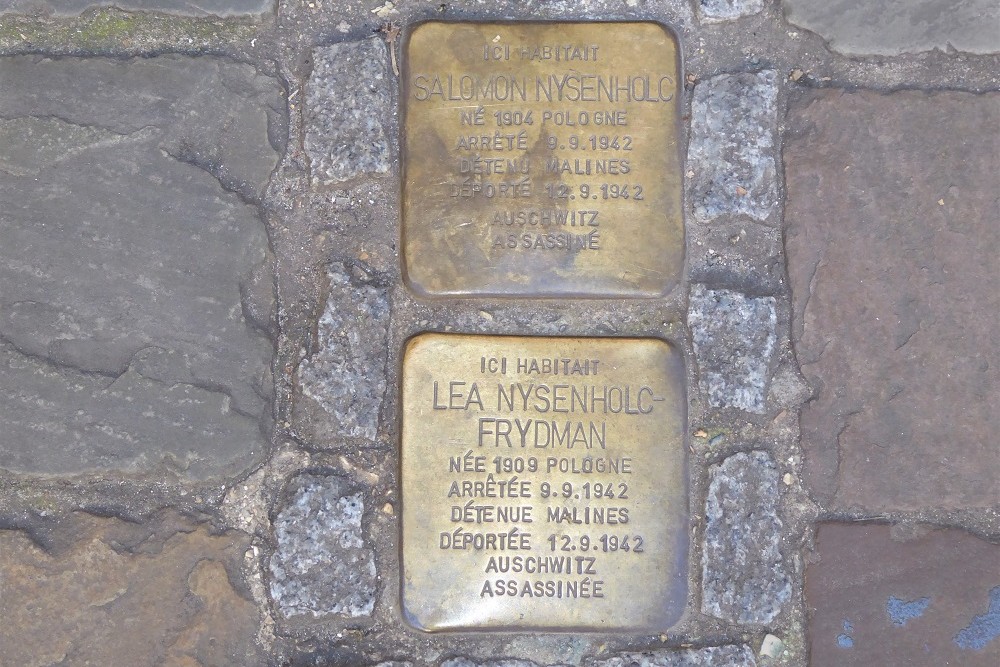 ICI HABITAIT
SALOMON NYSENHOLC
NÉ 1904 POLOGNE
ARRÊTÉ 9.9.1942
DÉTENU MALINES
DÉPORTÉ 12.9.1942
AUSCHWITZ
ASSASSINÉ
ICI HABITAIT
LEA NYSENHOLC-
FRYDMAN
NÉE 1909 POLOGNE
ARRÊTÉE 9.9.1942
DÉTENUE MALINES
DÉPORTÉE 12.9.1942
AUSCHWITZ
ASSASSINÉE